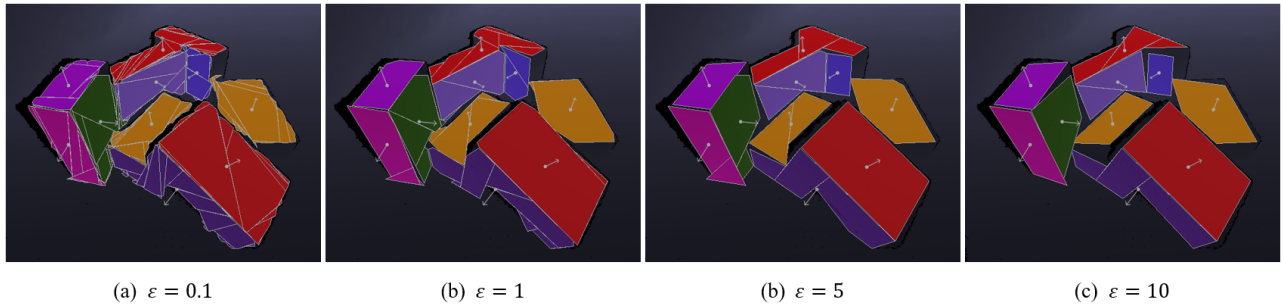 (a) ε = 0.1
(b) ε = 1
(b) ε = 5
(c) ε = 10